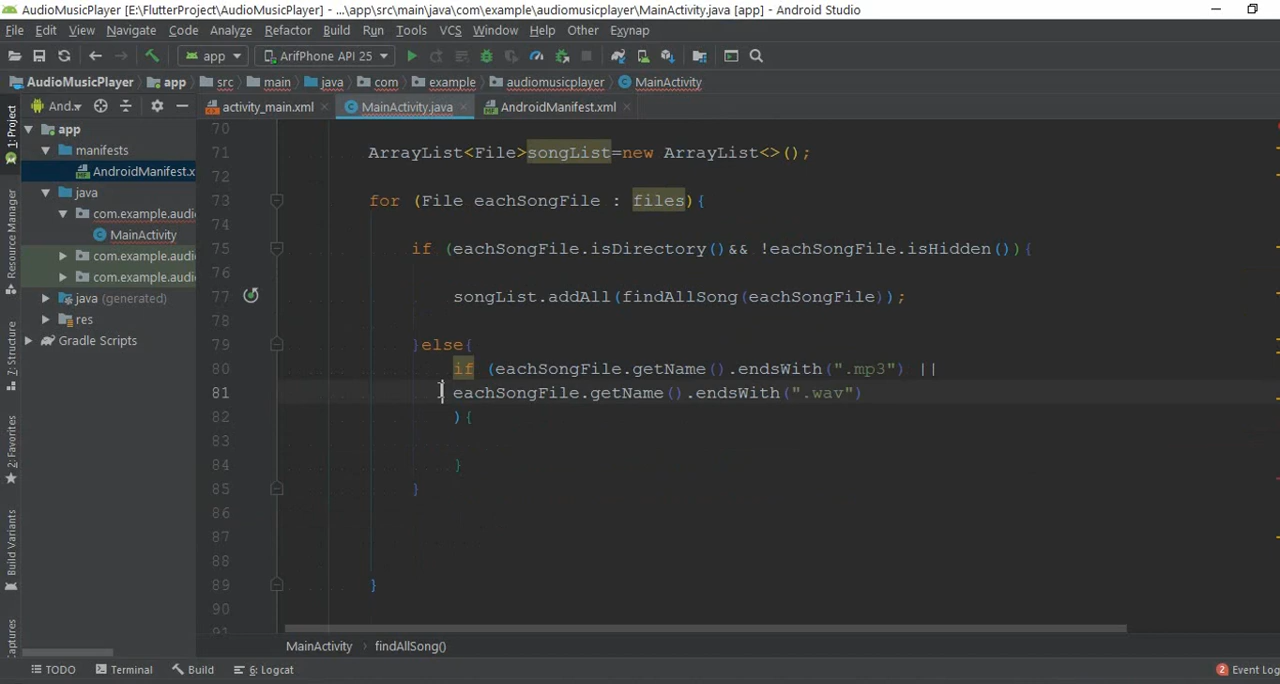 AudioMusicPlayer [E:\FlutterProject\AudioMusicPlayer] - ...\app\src\main\java\com\example\audiomusicplayer\MainActivity.java [app] - Android Studio
File Edit View Navigate Code Analyze Refactor Build Run Tools VCS Window Help Other Exynap
app ArifPhone API 25
AudioMusicPlayer app src main java com example audiomusicplayer MainActivity
And.. activity_main.xml MainActivity.java AndroidManifest.xml
1: Project
Resource Manager
7: Structure
2: Favorites
Build Variants
app
manifests
AndroidManifest.x
java
com.example.audi
MainActivity
com.example.audi
com.example.audi
java (generated)
res
Gradle Scripts
70
71 ArrayList<File>songList=new ArrayList<>();
72
73 for (File eachSongFile : files){
74
75 if (eachSongFile.isDirectory()&& !eachSongFile.isHidden()){
76
77 songList.addAll(findAllSong(eachSongFile));
78
79 }else{
80 if (eachSongFile.getName().endsWith(".mp3") ||
81 eachSongFile.getName().endsWith(".wav")
82 ){
83
84 }
85 }
86
87
88
89 }
90
MainActivity findAllSong()
TODO Terminal Build 6: Logcat 2 Event Log